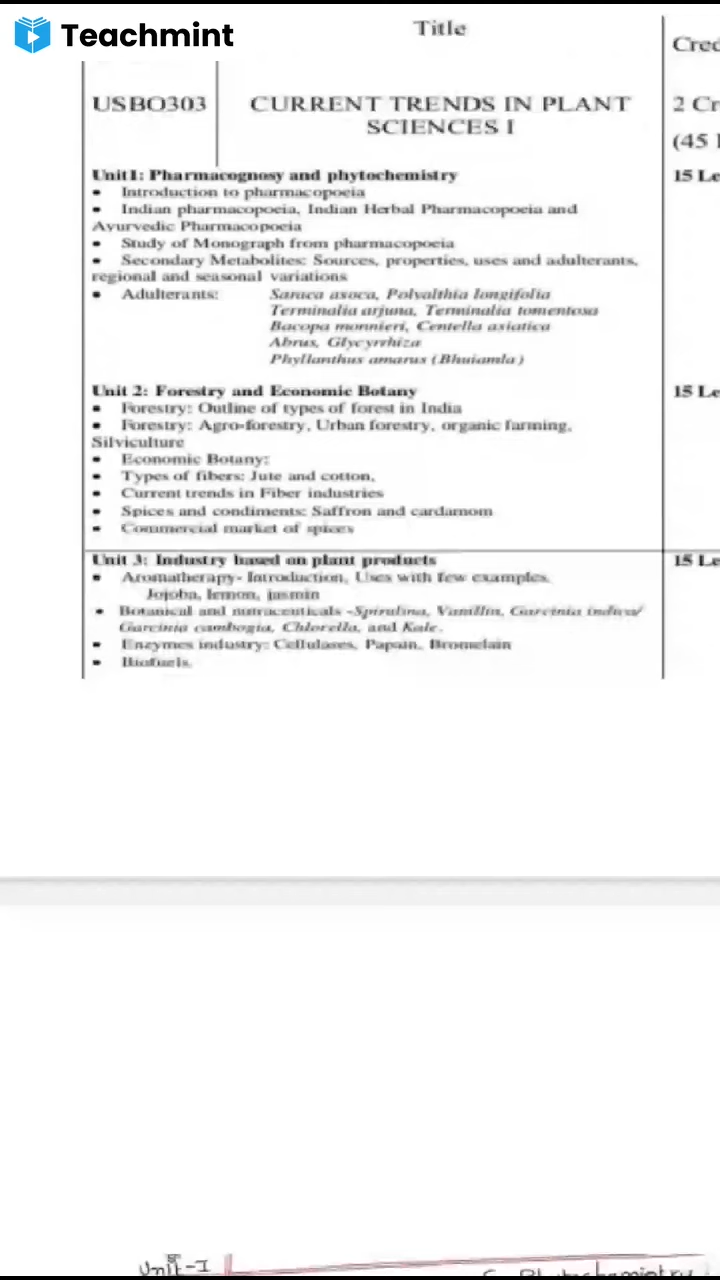 Teachmint
Title
Cred
USBO303
CURRENT TRENDS IN PLANT
SCIENCES I
2 Cr
(45 l
Unit1: Pharmacognosy and phytochemistry
15 Le
• Introduction to pharmacopoeia
• Indian pharmacopoeia, Indian Herbal Pharmacopoeia and
Ayurvedic Pharmacopoeia
• Study of Monograph from pharmacopoeia
• Secondary Metabolites: Sources, properties, uses and adulterants,
regional and seasonal variations
• Adulterants: Saraca asoca, Polyalthia longifolia
Terminalia arjuna, Terminalia tomentosa
Bacopa monnieri, Centella asiatica
Abrus, Glycyrrhiza
Phyllanthus amarus (Bhuiamla)
Unit 2: Forestry and Economic Botany
15 Le
• Forestry: Outline of types of forest in India
• Forestry: Agro-forestry, Urban forestry, organic farming,
Silviculture
• Economic Botany:
• Types of fibers: Jute and cotton,
• Current trends in Fiber industries
• Spices and condiments: Saffron and cardamom
• Commercial market of spices
Unit 3: Industry based on plant products
15 Le
• Aromatherapy- Introduction, Uses with few examples,
Jojoba, lemon, jasmin
• Botanical and nutraceuticals -Spirulina, Vanillin, Garcinia indica/
Garcinia cambogia, Chlorella, and Kale.
• Enzymes industry: Cellulases, Papain, Bromelain
• Biofuels.
Unit-I
Phytochemistry